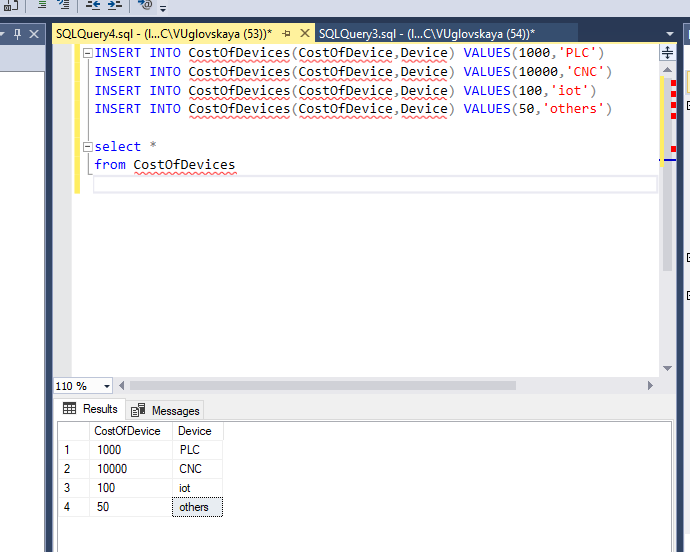 SQLQuery4.sql - (l...C\VUglovskaya (53))* SQLQuery3.sql - (l...C\VUglovskaya (54))*
INSERT INTO CostOfDevices(CostOfDevice,Device) VALUES(1000,'PLC')
INSERT INTO CostOfDevices(CostOfDevice,Device) VALUES(10000,'CNC')
INSERT INTO CostOfDevices(CostOfDevice,Device) VALUES(100,'iot')
INSERT INTO CostOfDevices(CostOfDevice,Device) VALUES(50,'others')
select *
from CostOfDevices
110 %
Results Messages
CostOfDevice Device
1 1000 PLC
2 10000 CNC
3 100 iot
4 50 others